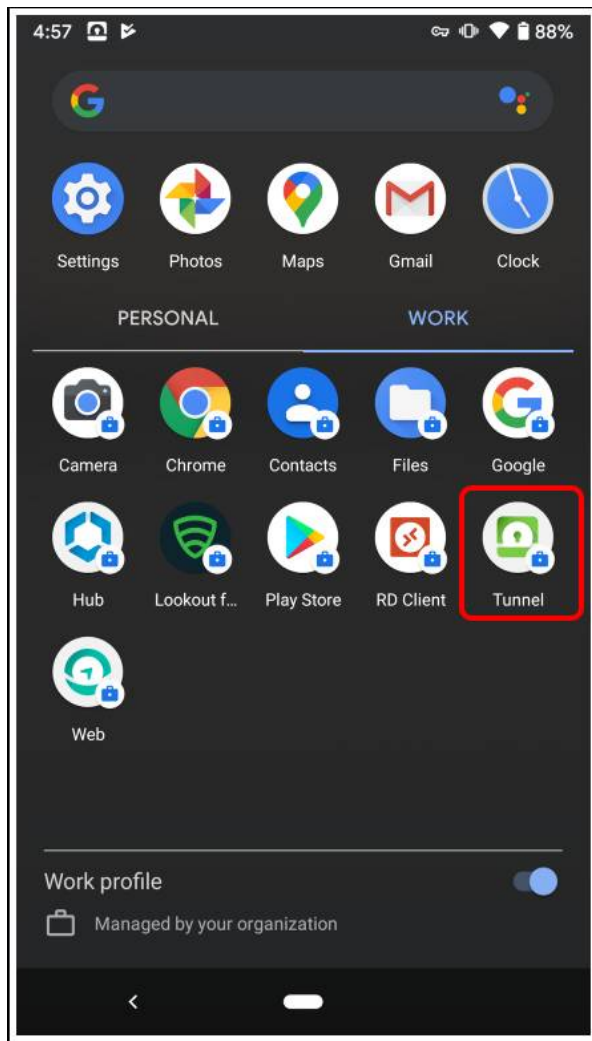 4:57 88%
Settings Photos Maps Gmail Clock
PERSONAL WORK
Camera Chrome Contacts Files Google
Hub Lookout f... Play Store RD Client Tunnel
Web
Work profile
Managed by your organization